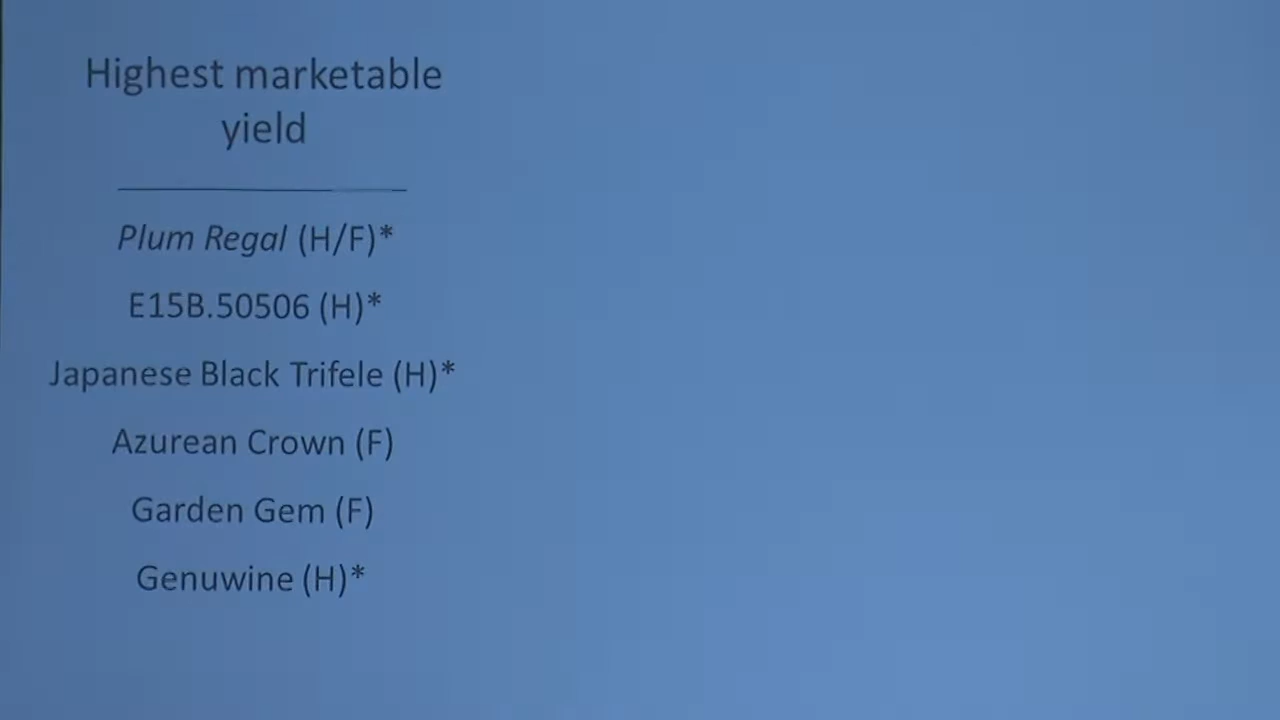 Highest marketable
yield
Plum Regal (H/F)*
E15B.50506 (H)*
Japanese Black Trifele (H)*
Azurean Crown (F)
Garden Gem (F)
Genuwine (H)*